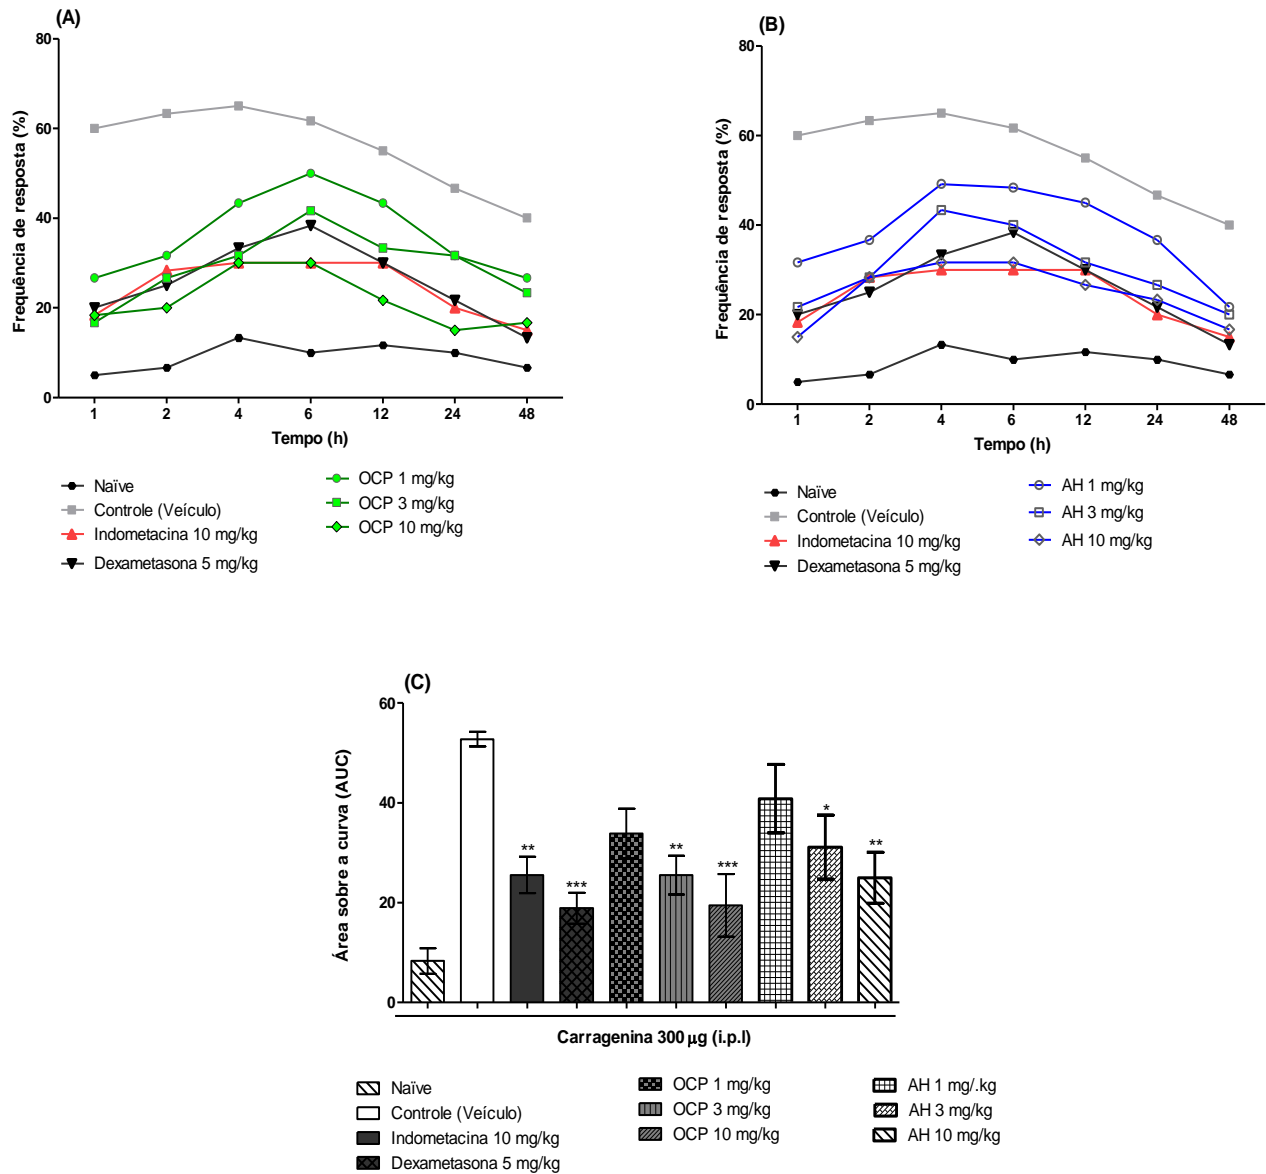 (A)
80
60
40
20
0
Frequência de resposta (%)
1 2 4 6 12 24 48
Tempo (h)
Naïve
Controle (Veículo)
Indometacina 10 mg/kg
Dexametasona 5 mg/kg
OCP 1 mg/kg
OCP 3 mg/kg
OCP 10 mg/kg
(B)
80
60
40
20
0
Frequência de resposta (%)
1 2 4 6 12 24 48
Tempo (h)
Naïve
Controle (Veículo)
Indometacina 10 mg/kg
Dexametasona 5 mg/kg
AH 1 mg/kg
AH 3 mg/kg
AH 10 mg/kg
(C)
60
40
20
0
Área sobre a curva (AUC)
** *** ** *** * **
Carragenina 300 µg (i.p.l)
Naïve
Controle (Veículo)
Indometacina 10 mg/kg
Dexametasona 5 mg/kg
OCP 1 mg/kg
OCP 3 mg/kg
OCP 10 mg/kg
AH 1 mg/.kg
AH 3 mg/kg
AH 10 mg/kg